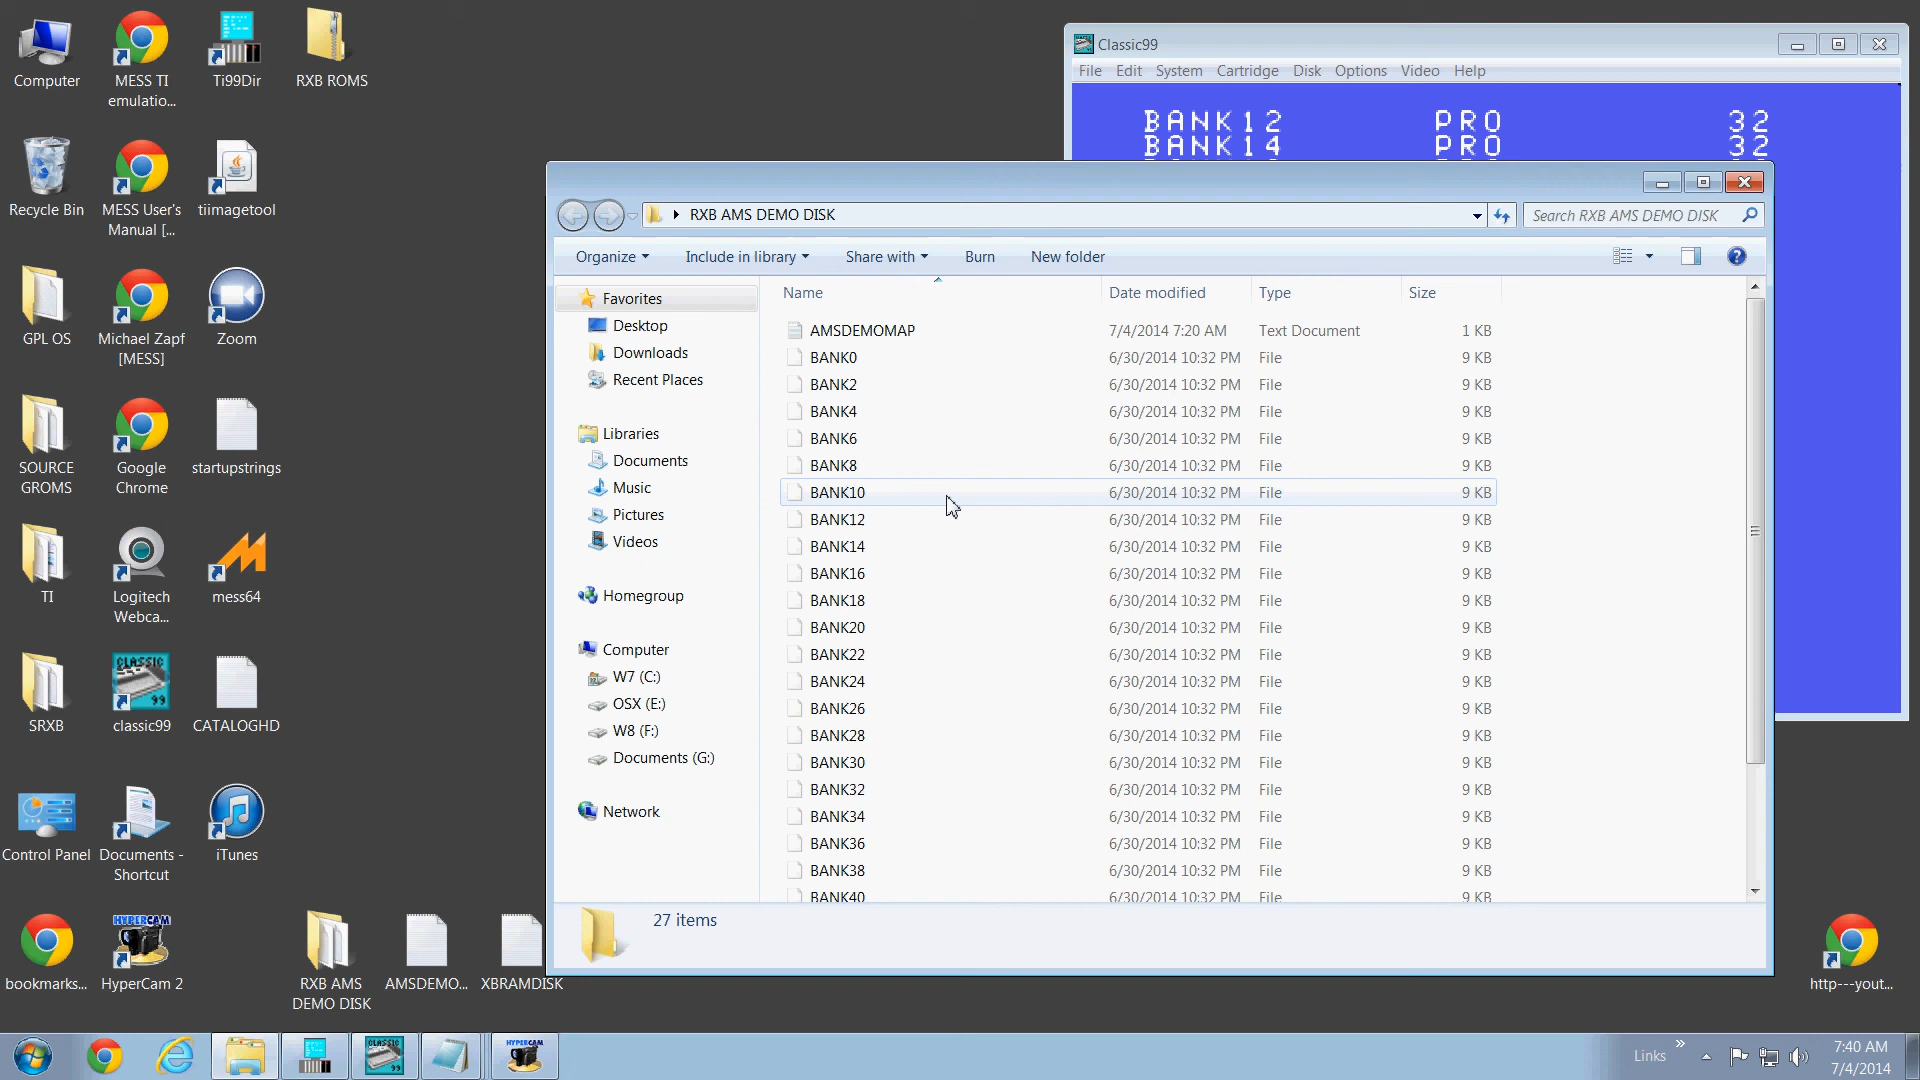 Computer
MESS TI
emulatio...
Ti99Dir
RXB ROMS
Recycle Bin
MESS User's
Manual [...
tiimagetool
GPL OS
Michael Zapf
[MESS]
Zoom
SOURCE
GROMS
Google
Chrome
startupstrings
TI
Logitech
Webca...
mess64
SRXB
CLASSIC
99
classic99
CATALOGHD
Control Panel
Documents -
Shortcut
iTunes
bookmarks...
HYPERCAM
HyperCam 2
RXB AMS
DEMO DISK
AMSDEMO...
XBRAMDISK
http---yout...
Classic99
File Edit System Cartridge Disk Options Video Help
BANK12 PRO 32
BANK14 PRO 32
RXB AMS DEMO DISK
Search RXB AMS DEMO DISK
Organize Include in library Share with Burn New folder
Favorites
Desktop
Downloads
Recent Places
Libraries
Documents
Music
Pictures
Videos
Homegroup
Computer
W7 (C:)
OSX (E:)
W8 (F:)
Documents (G:)
Network
Name Date modified Type Size
AMSDEMOMAP 7/4/2014 7:20 AM Text Document 1 KB
BANK0 6/30/2014 10:32 PM File 9 KB
BANK2 6/30/2014 10:32 PM File 9 KB
BANK4 6/30/2014 10:32 PM File 9 KB
BANK6 6/30/2014 10:32 PM File 9 KB
BANK8 6/30/2014 10:32 PM File 9 KB
BANK10 6/30/2014 10:32 PM File 9 KB
BANK12 6/30/2014 10:32 PM File 9 KB
BANK14 6/30/2014 10:32 PM File 9 KB
BANK16 6/30/2014 10:32 PM File 9 KB
BANK18 6/30/2014 10:32 PM File 9 KB
BANK20 6/30/2014 10:32 PM File 9 KB
BANK22 6/30/2014 10:32 PM File 9 KB
BANK24 6/30/2014 10:32 PM File 9 KB
BANK26 6/30/2014 10:32 PM File 9 KB
BANK28 6/30/2014 10:32 PM File 9 KB
BANK30 6/30/2014 10:32 PM File 9 KB
BANK32 6/30/2014 10:32 PM File 9 KB
BANK34 6/30/2014 10:32 PM File 9 KB
BANK36 6/30/2014 10:32 PM File 9 KB
BANK38 6/30/2014 10:32 PM File 9 KB
BANK40 6/30/2014 10:32 PM File 9 KB
27 items
CLASSIC
99
HYPERCAM
Links
7:40 AM
7/4/2014